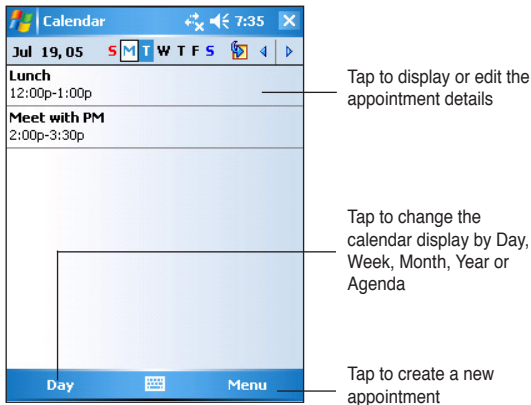 Calendar 7:35
Jul 19, 05 S M T W T F S
Lunch
12:00p-1:00p
Meet with PM
2:00p-3:30p
Day Menu
Tap to display or edit the
appointment details
Tap to change the
calendar display by Day,
Week, Month, Year or
Agenda
Tap to create a new
appointment